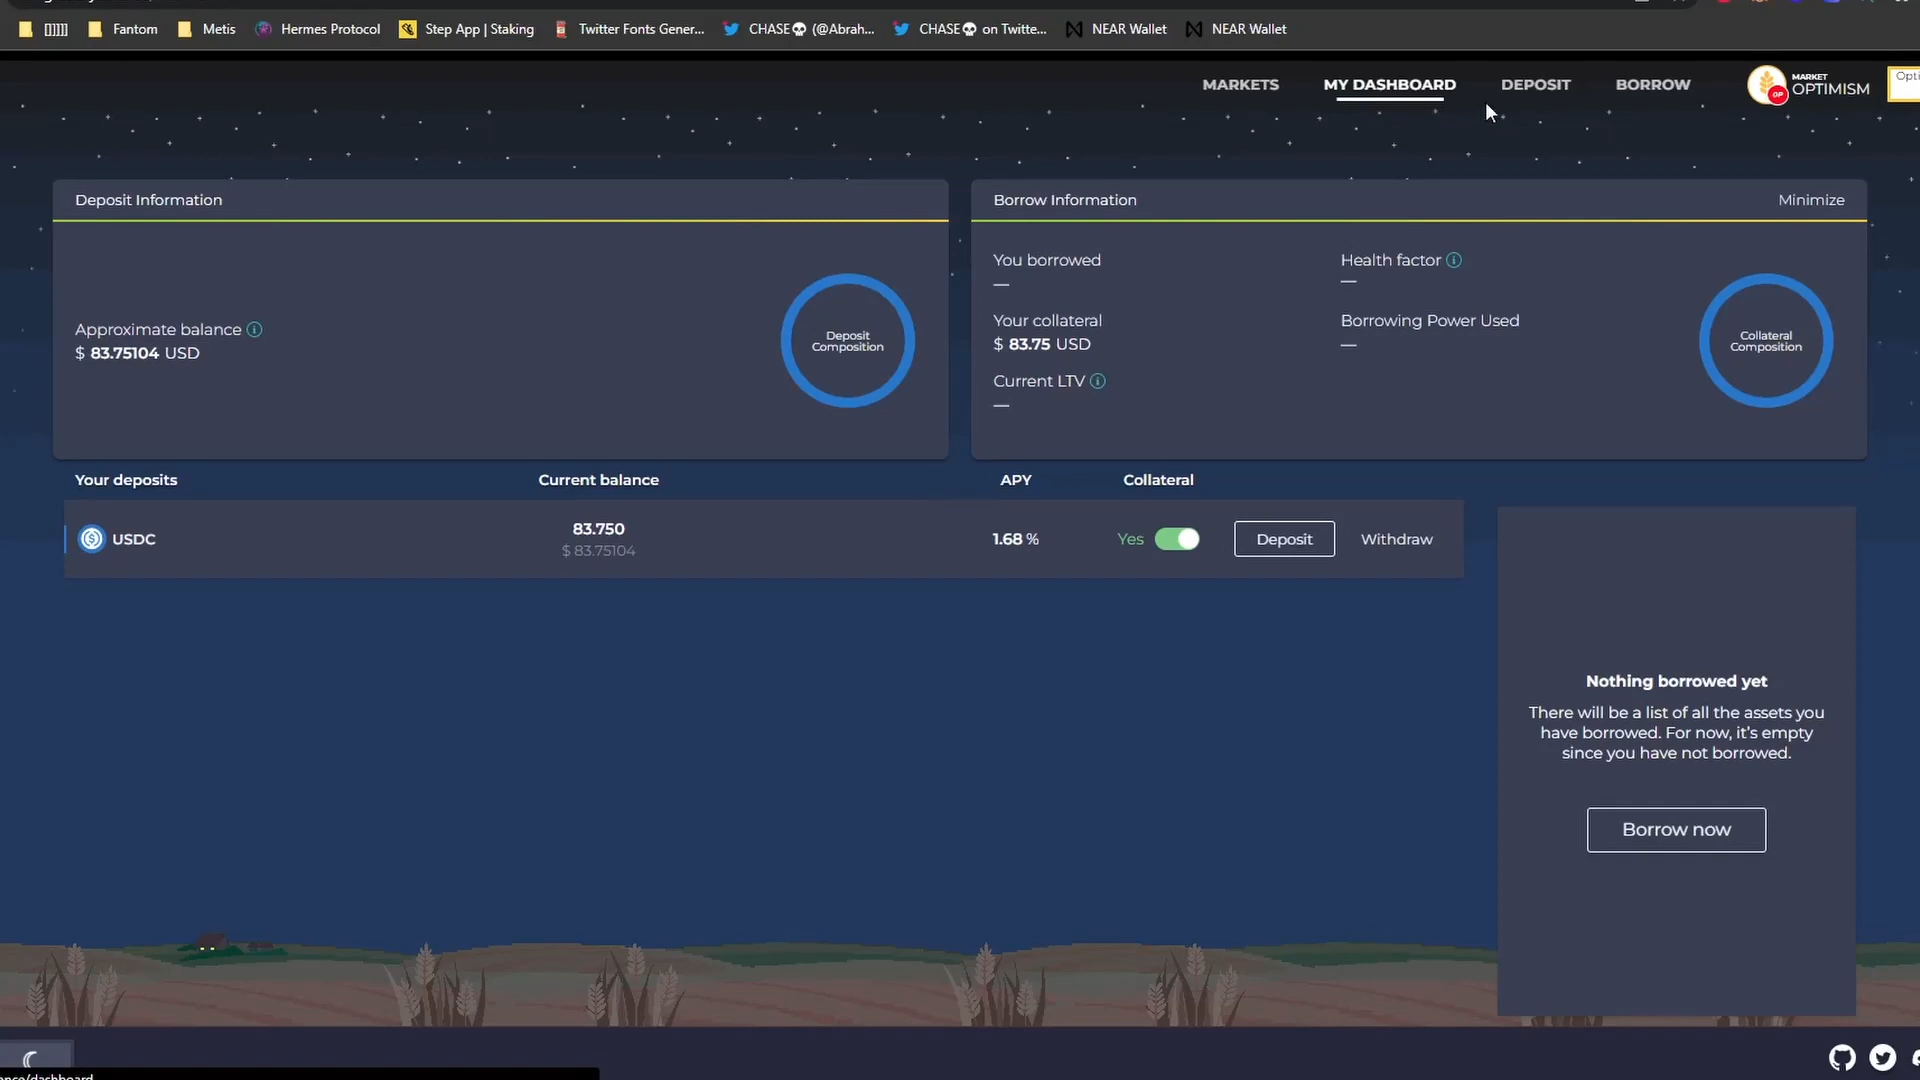 Fantom
Metis
Hermes Protocol
Step App | Staking
Twitter Fonts Gener...
CHASE💀 (@Abrah...
CHASE💀 on Twitte...
NEAR Wallet
NEAR Wallet
MARKETS
MY DASHBOARD
DEPOSIT
BORROW
OP
MARKET
OPTIMISM
Opti
Deposit Information
Approximate balance
$ 83.75104 USD
Deposit
Composition
Borrow Information
Minimize
You borrowed
—
Health factor
—
Your collateral
$ 83.75 USD
Borrowing Power Used
—
Current LTV
—
Collateral
Composition
Your deposits
Current balance
APY
Collateral
USDC
83.750
$ 83.75104
1.68 %
Yes
Deposit
Withdraw
Nothing borrowed yet
There will be a list of all the assets you
have borrowed. For now, it's empty
since you have not borrowed.
Borrow now